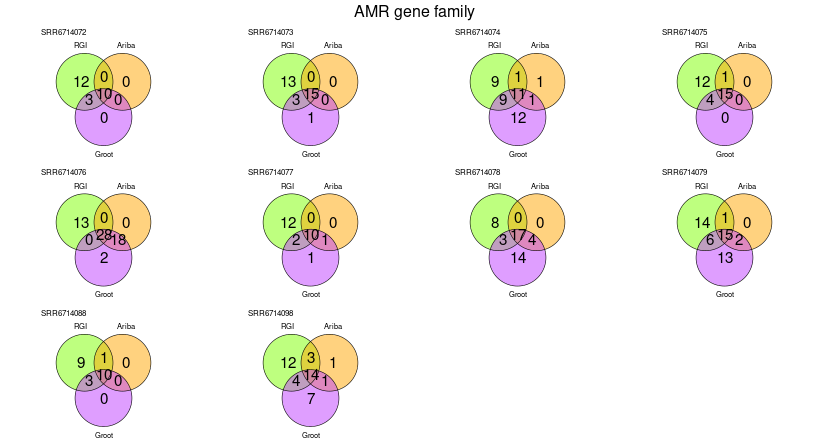 AMR gene family
SRR6714072 SRR6714073 SRR6714074 SRR6714075
RGI Ariba RGI Ariba RGI Ariba RGI Ariba
12 0 0 13 0 0 9 1 1 12 1 0
3 10 0 3 15 0 9 11 1 4 15 0
0 1 12 0
Groot Groot Groot Groot
SRR6714076 SRR6714077 SRR6714078 SRR6714079
RGI Ariba RGI Ariba RGI Ariba RGI Ariba
13 0 0 12 0 0 8 0 0 14 1 0
0 28 18 2 10 1 3 17 4 6 15 2
2 1 14 13
Groot Groot Groot Groot
SRR6714088 SRR6714098
RGI Ariba RGI Ariba
9 1 0 12 3 1
3 10 0 4 14 1
0 7
Groot Groot